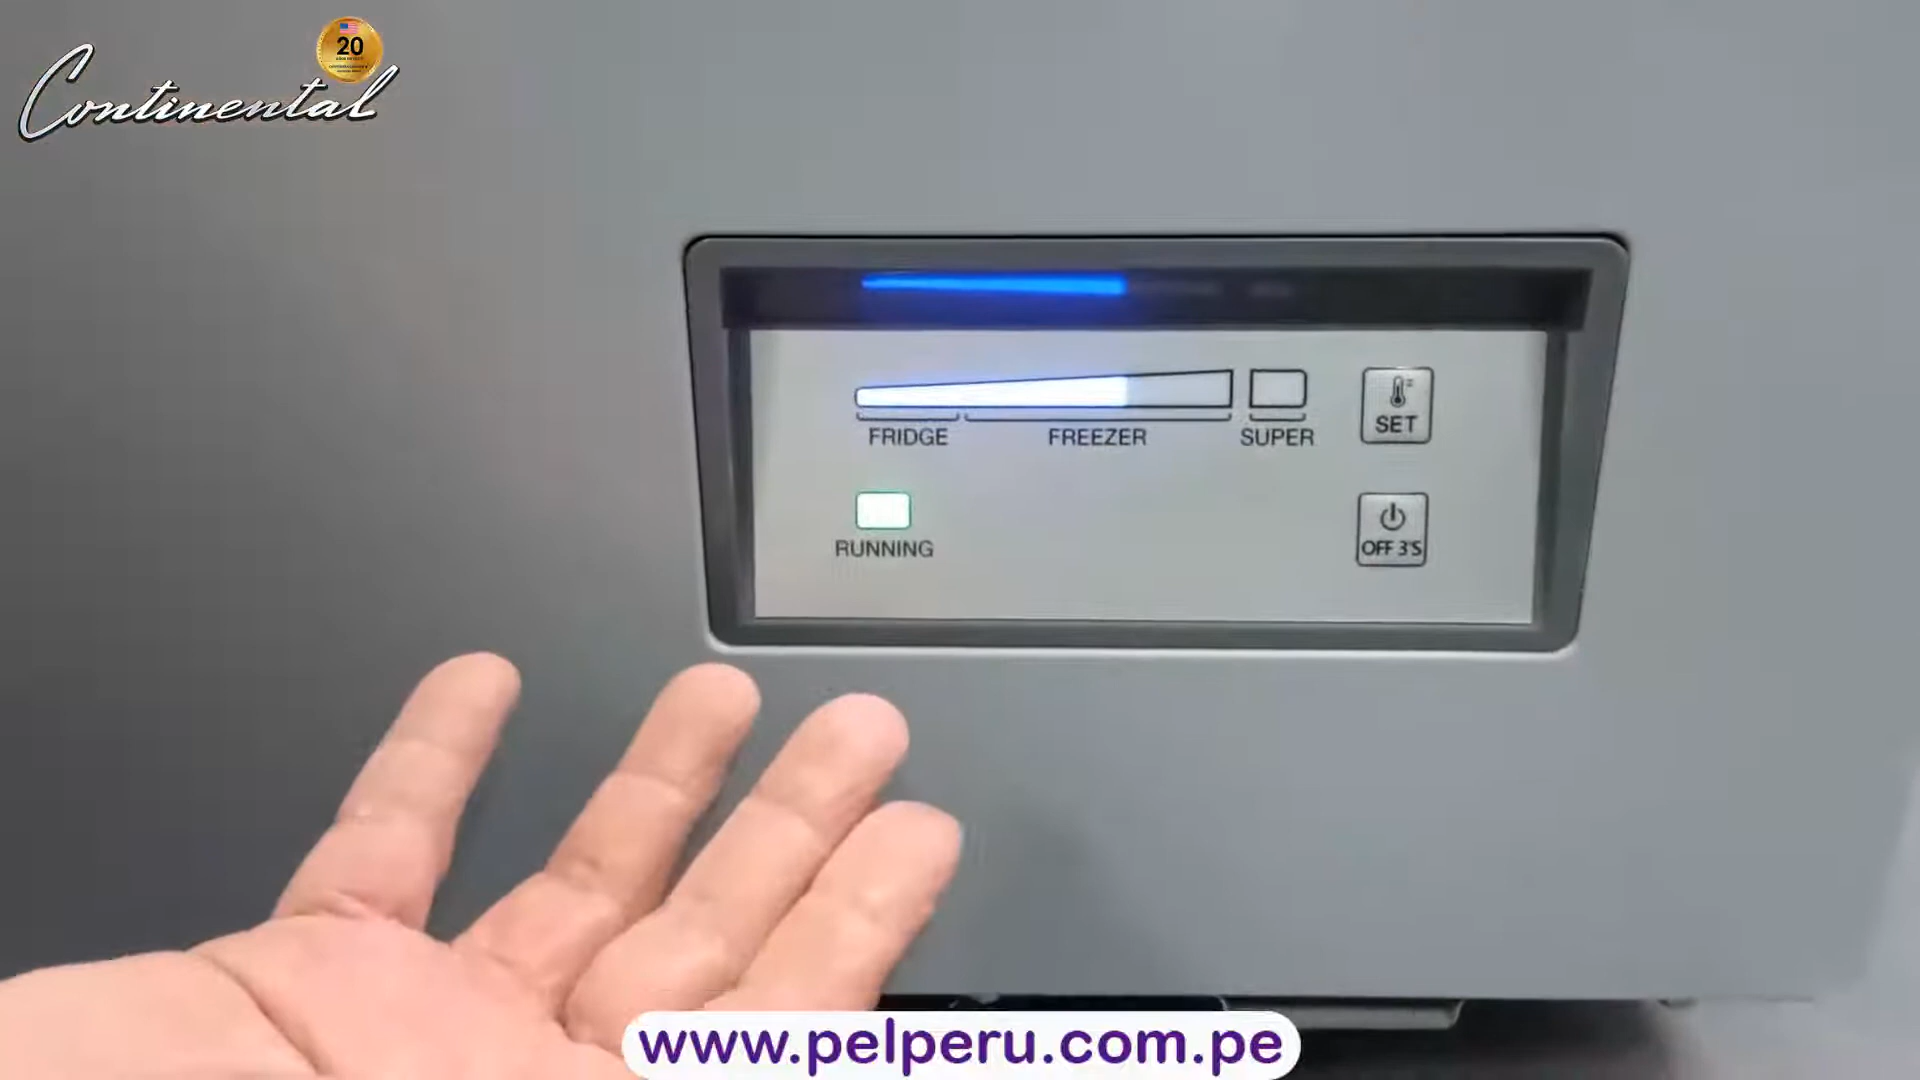 Continental
20
FRIDGE
FREEZER
SUPER
SET
RUNNING
OFF 3'S
www.pelperu.com.pe